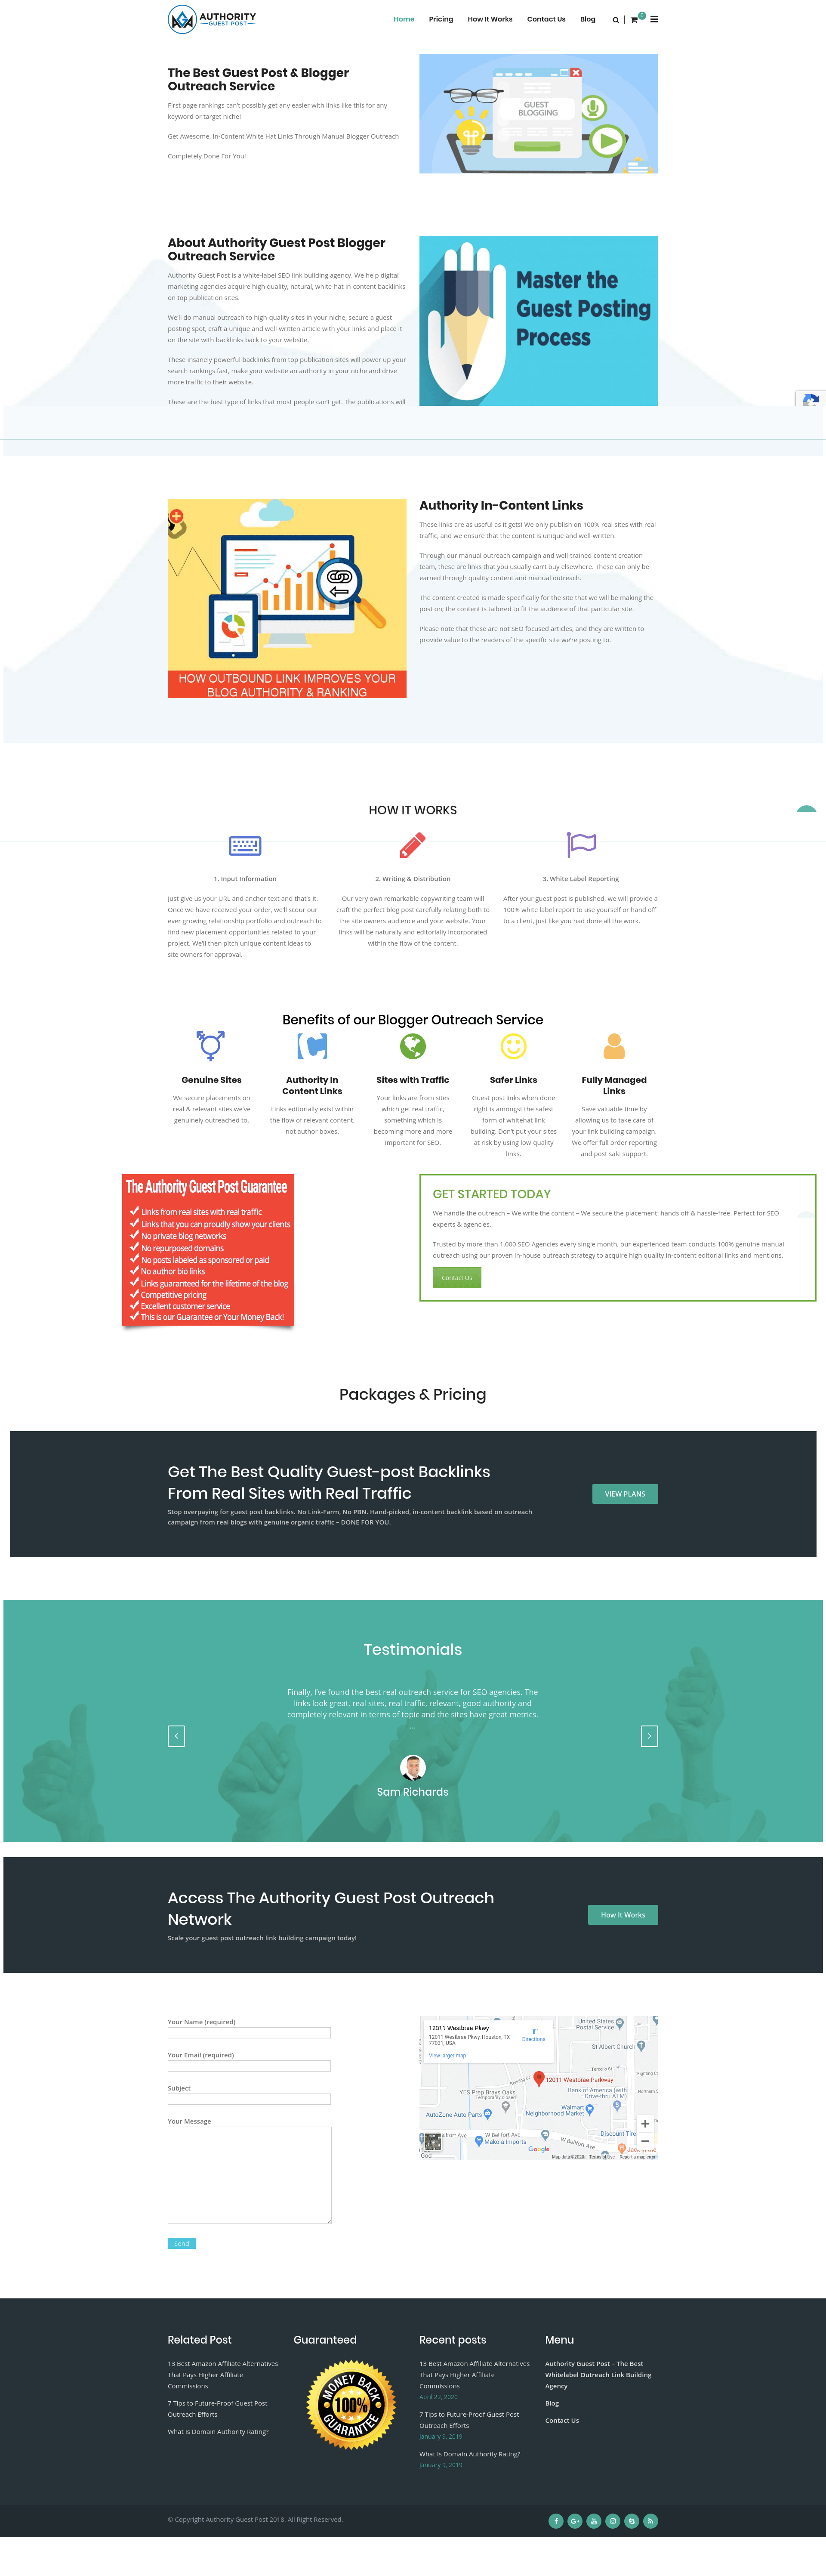 AUTHORITY
GUEST POST
Home
Pricing
How It Works
Contact Us
Blog
0
The Best Guest Post & Blogger
Outreach Service
First page rankings can't possibly get any easier with links like this for any
keyword or target niche!
Get Awesome, In-Content White Hat Links Through Manual Blogger Outreach
Completely Done For You!
GUEST
BLOGGING
About Authority Guest Post Blogger
Outreach Service
Authority Guest Post is a white-label SEO link building agency. We help digital
marketing agencies acquire high quality, natural, white-hat in-content backlinks
on top publication sites.
We'll do manual outreach to high-quality sites in your niche, secure a guest
posting spot, craft a unique and well-written article with your links and place it
on the site with backlinks back to your website.
These insanely powerful backlinks from top publication sites will power up your
search rankings fast, make your website an authority in your niche and drive
more traffic to their website.
These are the best type of links that most people can't get. The publications will
Master the
Guest Posting
Process
HOW OUTBOUND LINK IMPROVES YOUR
BLOG AUTHORITY & RANKING
Authority In-Content Links
These links are as useful as it gets! We only publish on 100% real sites with real
traffic, and we ensure that the content is unique and well-written.
Through our manual outreach campaign and well-trained content creation
team, these are links that you usually can't buy elsewhere. These can only be
earned through quality content and manual outreach.
The content created is made specifically for the site that we will be making the
post on; the content is tailored to fit the audience of that particular site.
Please note that these are not SEO focused articles, and they are written to
provide value to the readers of the specific site we're posting to.
HOW IT WORKS
1. Input Information
Just give us your URL and anchor text and that's it.
Once we have received your order, we'll scour our
ever growing relationship portfolio and outreach to
find new placement opportunities related to your
project. We'll then pitch unique content ideas to
site owners for approval.
2. Writing & Distribution
Our very own remarkable copywriting team will
craft the perfect blog post carefully relating both to
the site owners audience and your website. Your
links will be naturally and editorially incorporated
within the flow of the content.
3. White Label Reporting
After your guest post is published, we will provide a
100% white label report to use yourself or hand off
to a client, just like you had done all the work.
Benefits of our Blogger Outreach Service
Genuine Sites
We secure placements on
real & relevant sites we've
genuinely outreached to.
Authority In
Content Links
Links editorially exist within
the flow of relevant content,
not author boxes.
Sites with Traffic
Your links are from sites
which get real traffic,
something which is
becoming more and more
important for SEO.
Safer Links
Guest post links when done
right is amongst the safest
form of whitehat link
building. Don't put your sites
at risk by using low-quality
links.
Fully Managed
Links
Save valuable time by
allowing us to take care of
your link building campaign.
We offer full order reporting
and post sale support.
The Authority Guest Post Guarantee
Links from real sites with real traffic
Links that you can proudly show your clients
No private blog networks
No repurposed domains
No posts labeled as sponsored or paid
No author bio links
Links guaranteed for the lifetime of the blog
Competitive pricing
Excellent customer service
This is our Guarantee or Your Money Back!
GET STARTED TODAY
We handle the outreach – We write the content – We secure the placement: hands off & hassle-free. Perfect for SEO
experts & agencies.
Trusted by more than 1,000 SEO Agencies every single month, our experienced team conducts 100% genuine manual
outreach using our proven in-house outreach strategy to acquire high quality in-content editorial links and mentions.
Contact Us
Packages & Pricing
Get The Best Quality Guest-post Backlinks
From Real Sites with Real Traffic
Stop overpaying for guest post backlinks. No Link-Farm, No PBN. Hand-picked, in-content backlink based on outreach
campaign from real blogs with genuine organic traffic – DONE FOR YOU.
VIEW PLANS
Testimonials
Finally, I've found the best real outreach service for SEO agencies. The
links look great, real sites, real traffic, relevant, good authority and
completely relevant in terms of topic and the sites have great metrics.
Sam Richards
Access The Authority Guest Post Outreach
Network
Scale your guest post outreach link building campaign today!
How It Works
Your Name (required)
Your Email (required)
Subject
Your Message
Send
12011 Westbrae Pkwy
12011 Westbrae Pkwy, Houston, TX
77031, USA
Directions
View larger map
United States
Postal Service
St Albert Church
12011 Westbrae Parkway
YES Prep Brays Oaks
Temporarily closed
Bank of America (with
Drive-thru ATM)
AutoZone Auto Parts
Walmart
Neighborhood Market
Discount Tire
W Bellfort Ave
Makola Imports
W Bellfort Ave
Google
God
Map data ©2020
Terms of Use
Report a map error
Related Post
13 Best Amazon Affiliate Alternatives
That Pays Higher Affiliate
Commissions
7 Tips to Future-Proof Guest Post
Outreach Efforts
What is Domain Authority Rating?
Guaranteed
MONEY BACK
100%
GUARANTEE
Recent posts
13 Best Amazon Affiliate Alternatives
That Pays Higher Affiliate
Commissions
April 22, 2020
7 Tips to Future-Proof Guest Post
Outreach Efforts
January 9, 2019
What is Domain Authority Rating?
January 9, 2019
Menu
Authority Guest Post – The Best
Whitelabel Outreach Link Building
Agency
Blog
Contact Us
© Copyright Authority Guest Post 2018. All Right Reserved.